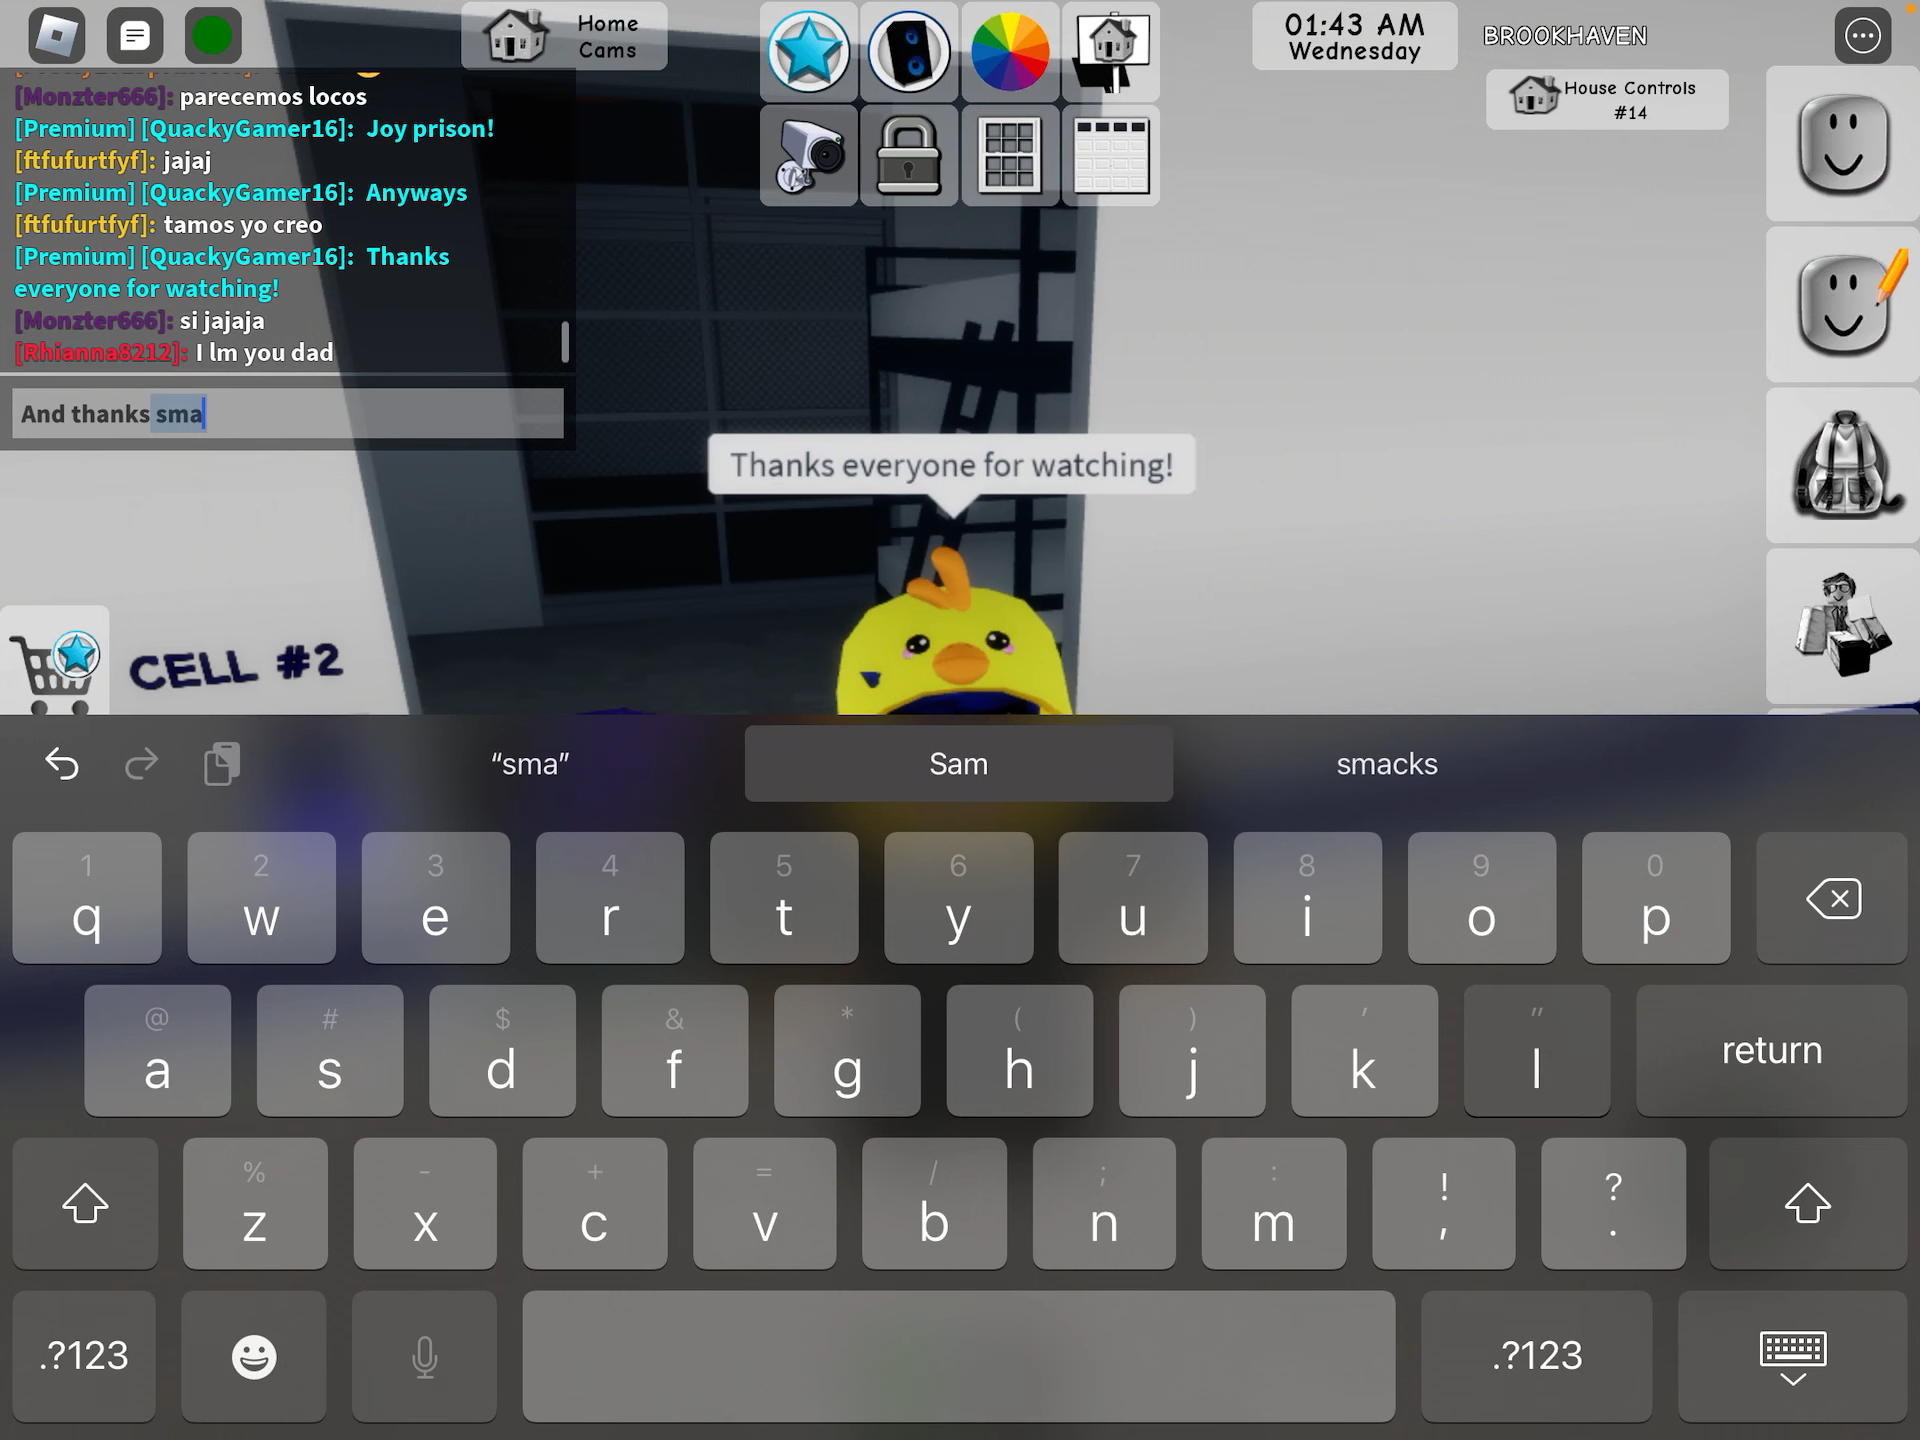 Home
Cams
01:43 AM
Wednesday
BROOKHAVEN
House Controls
#14
[Monzter666]: parecemos locos
[Premium] [QuackyGamer16]: Joy prison!
[ftfufurtfyf]: jajaj
[Premium] [QuackyGamer16]: Anyways
[ftfufurtfyf]: tamos yo creo
[Premium] [QuackyGamer16]: Thanks
everyone for watching!
[Monzter666]: si jajaja
[Rhianna8212]: I lm you dad
And thanks sma
Thanks everyone for watching!
CELL #2
“sma” Sam smacks
1 2 3 4 5 6 7 8 9 0
q w e r t y u i o p
@ # $ & * ( ) ' "
a s d f g h j k l return
% - + = / ; : ! ?
z x c v b n m , .
.?123 .?123